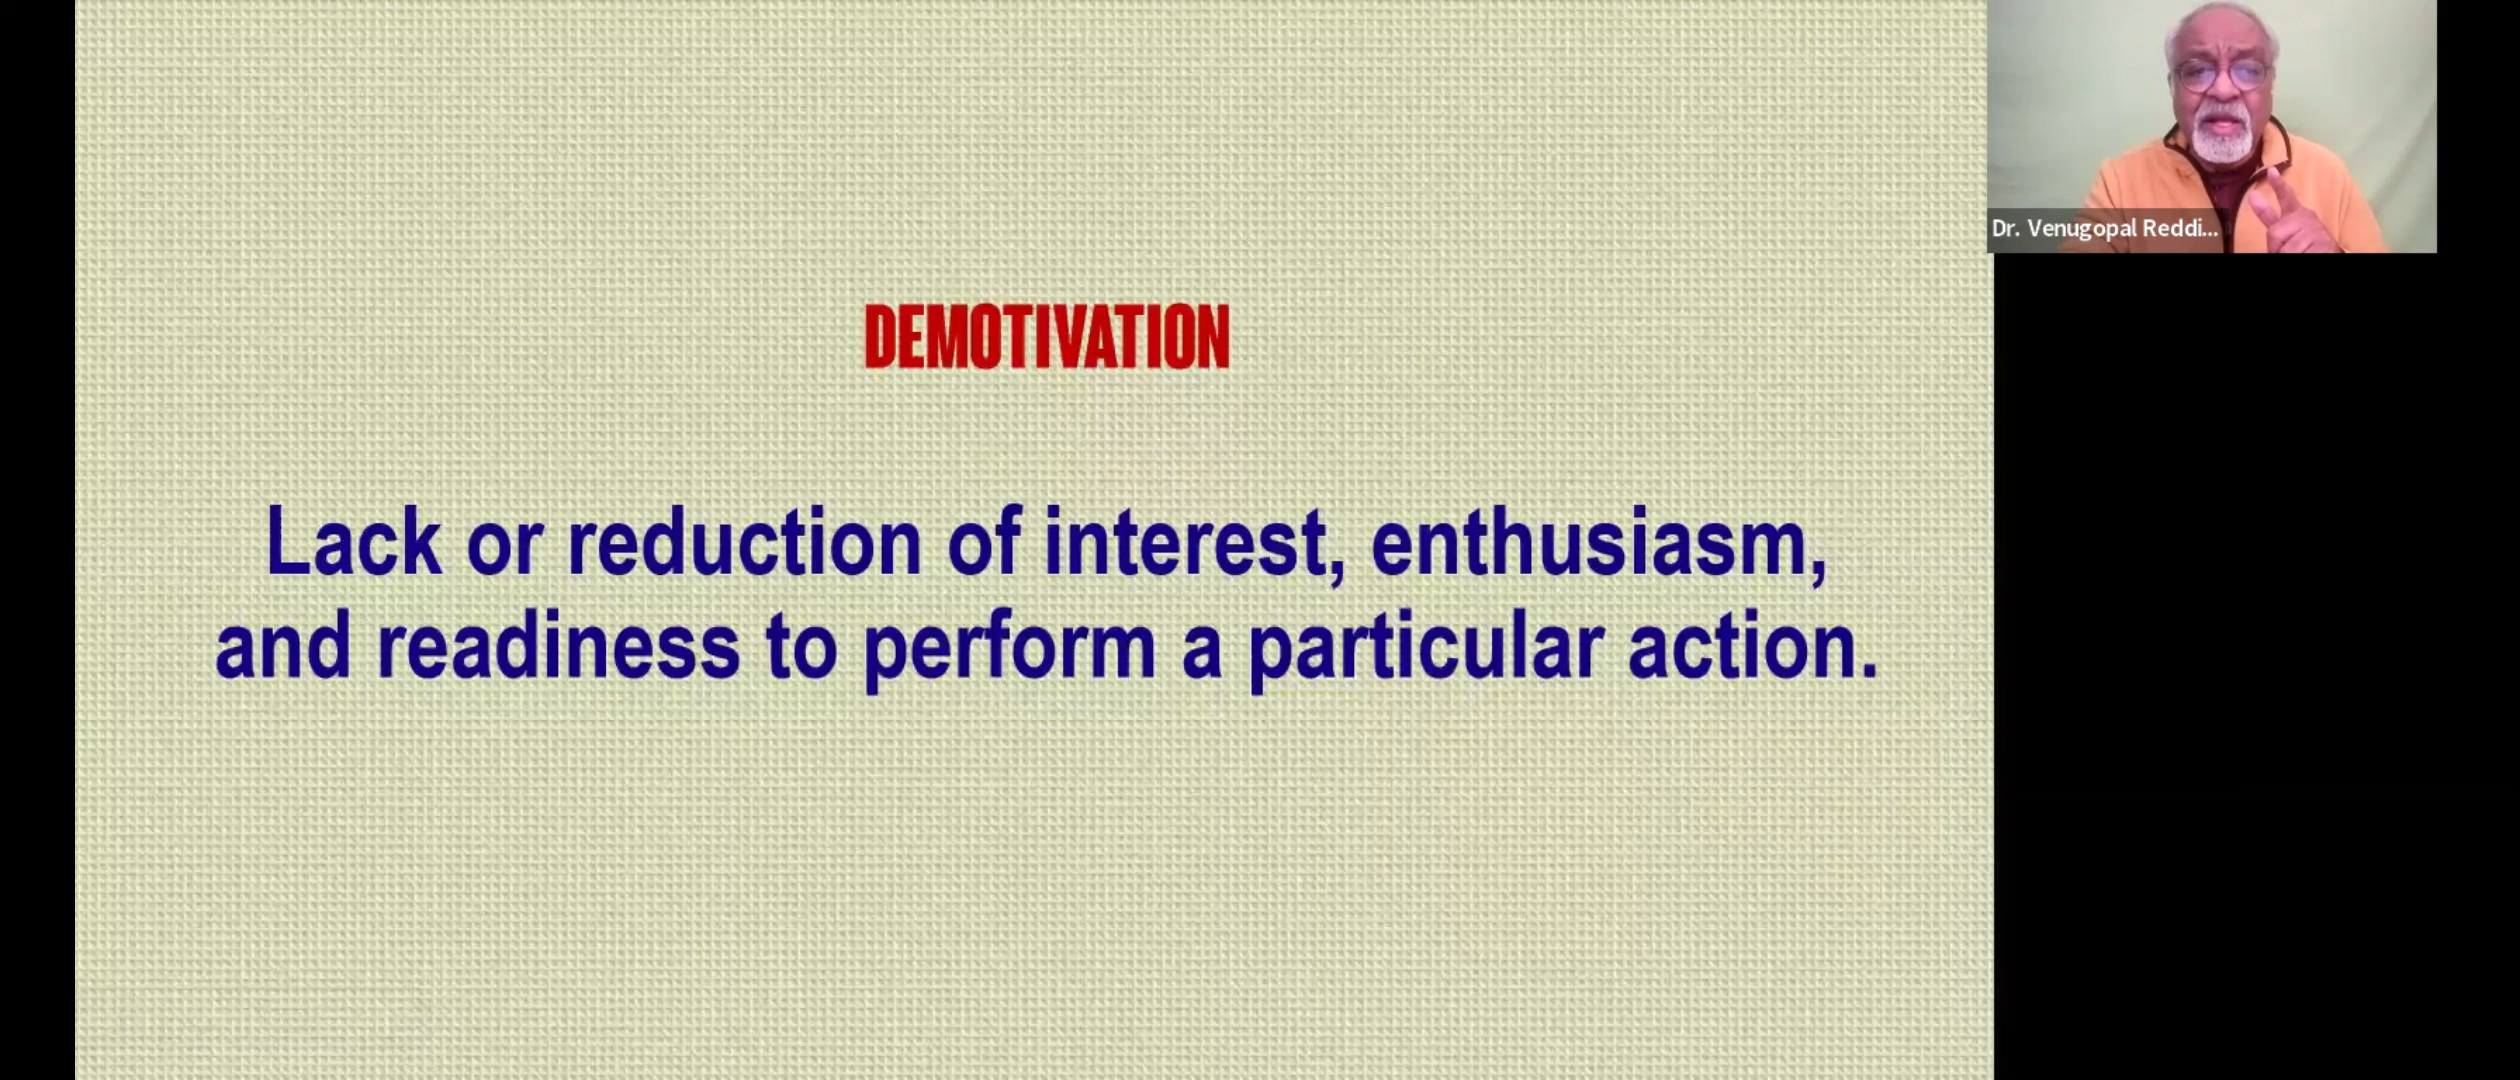 DEMOTIVATION
Lack or reduction of interest, enthusiasm,
and readiness to perform a particular action.
Dr. Venugopal Reddi...